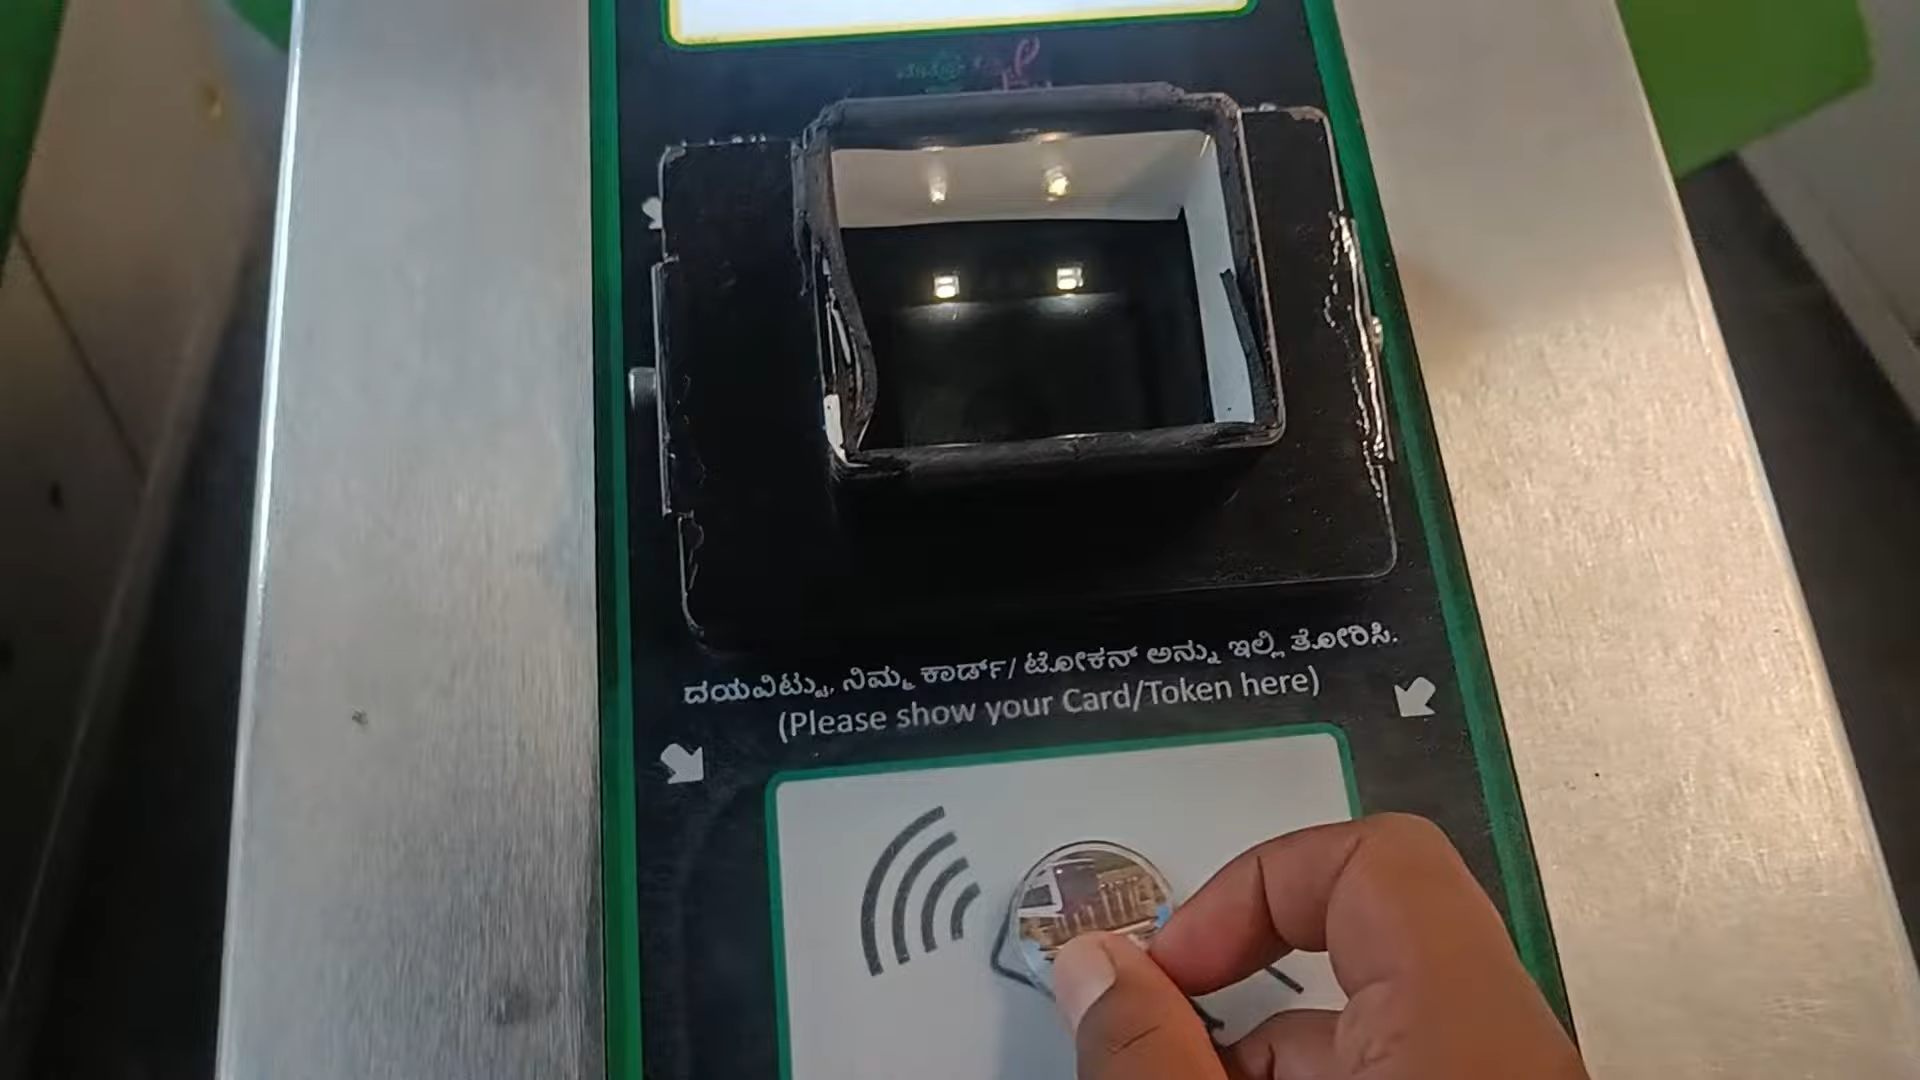 ದಯವಿಟ್ಟು, ನಿಮ್ಮ ಕಾರ್ಡ್/ ಟೋಕನ್ ಅನ್ನು ಇಲ್ಲಿ ತೋರಿಸಿ.
(Please show your Card/Token here)